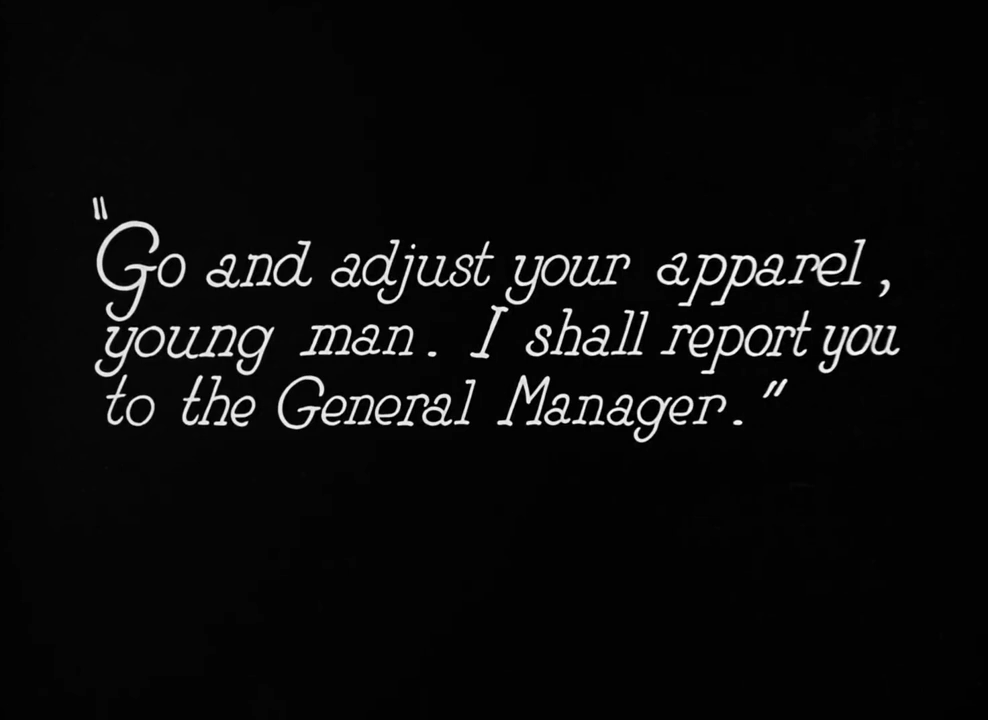 "Go and adjust your apparel,
young man. I shall report you
to the General Manager."